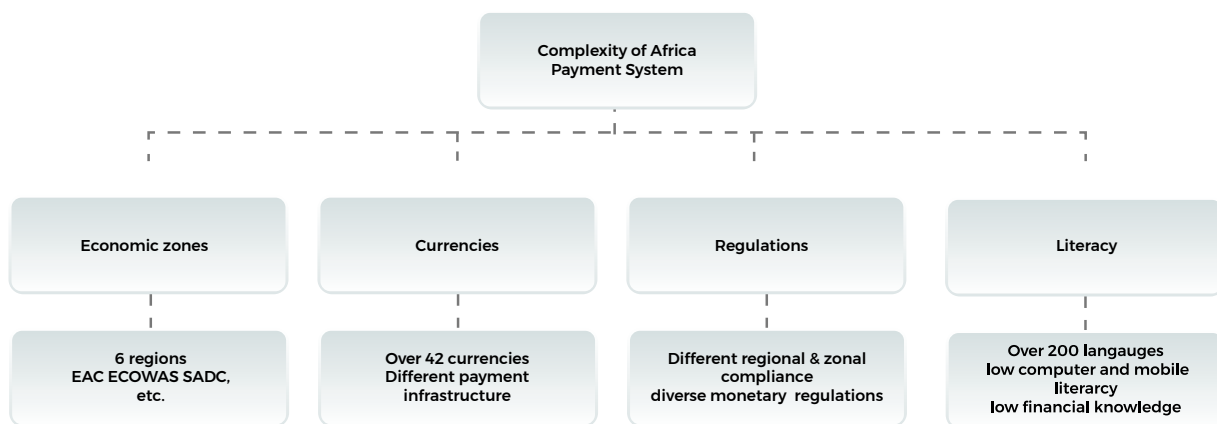 Complexity of Africa
Payment System
Economic zones
Currencies
Regulations
Literacy
6 regions
EAC ECOWAS SADC,
etc.
Over 42 currencies
Different payment
infrastructure
Different regional & zonal
compliance
diverse monetary regulations
Over 200 langauges
low computer and mobile
literarcy
low financial knowledge